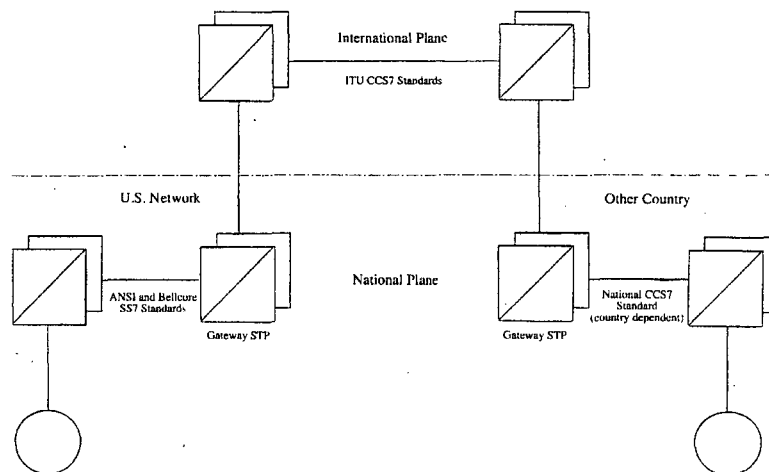 International Plane
ITU CCS7 Standards
U.S. Network
Other Country
National Plane
ANSI and Bellcore
SS7 Standards
Gateway STP
Gateway STP
National CCS7
Standard
(country dependent)